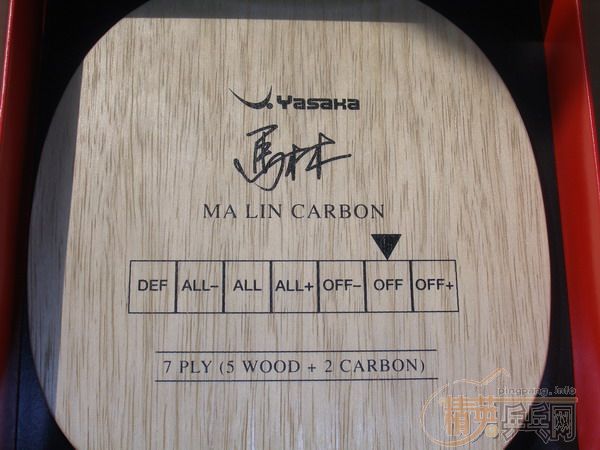 Yasaka
馬林
MA LIN CARBON
DEF ALL- ALL ALL+ OFF- OFF OFF+
7 PLY (5 WOOD + 2 CARBON)
pingpang.info
精英乒乓网